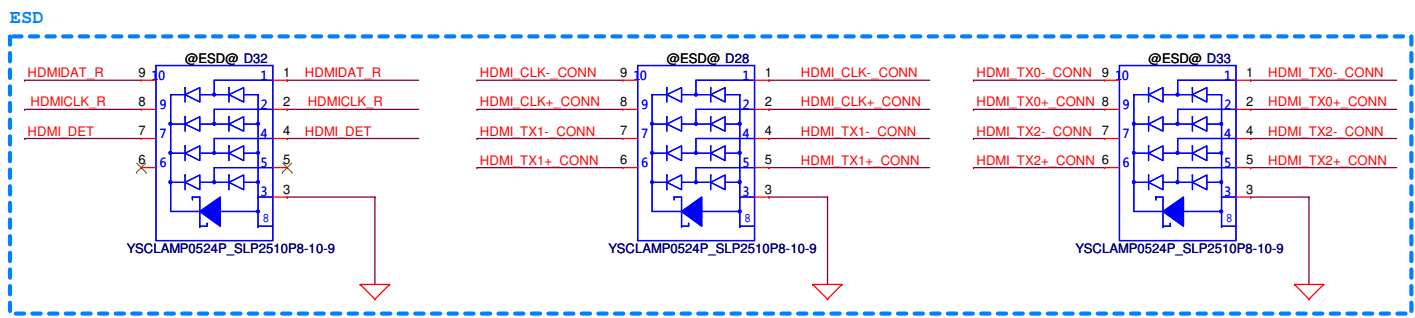 ESD
@ESD@ D32
HDMIDAT_R 9 10 1 1 HDMIDAT_R
HDMICLK_R 8 9 2 2 HDMICLK_R
HDMI_DET 7 7 4 4 HDMI_DET
6 6 5 5
3 3
8
YSCLAMP0524P_SLP2510P8-10-9
@ESD@ D28
HDMI_CLK-_CONN 9 10 1 1 HDMI_CLK-_CONN
HDMI_CLK+_CONN 8 9 2 2 HDMI_CLK+_CONN
HDMI_TX1-_CONN 7 7 4 4 HDMI_TX1-_CONN
HDMI_TX1+_CONN 6 6 5 5 HDMI_TX1+_CONN
3 3
8
YSCLAMP0524P_SLP2510P8-10-9
@ESD@ D33
HDMI_TX0-_CONN 9 10 1 1 HDMI_TX0-_CONN
HDMI_TX0+_CONN 8 9 2 2 HDMI_TX0+_CONN
HDMI_TX2-_CONN 7 7 4 4 HDMI_TX2-_CONN
HDMI_TX2+_CONN 6 6 5 5 HDMI_TX2+_CONN
3 3
8
YSCLAMP0524P_SLP2510P8-10-9